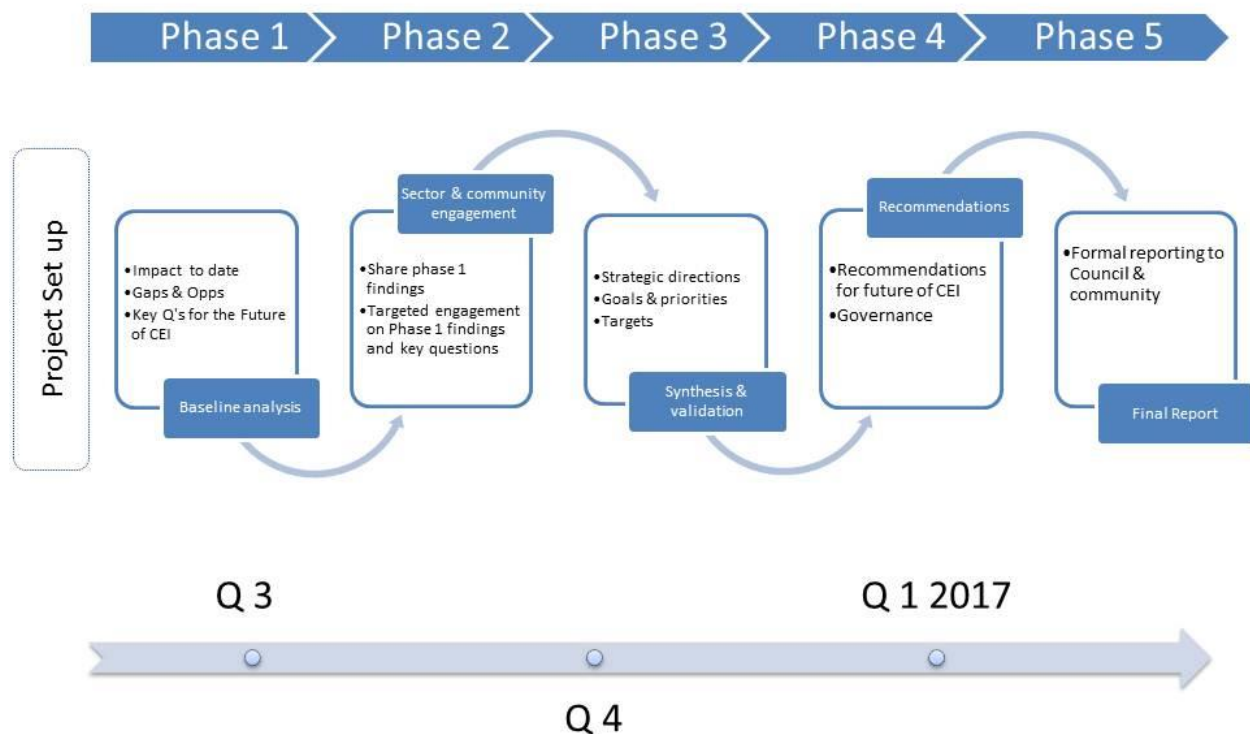 Phase 1
Phase 2
Phase 3
Phase 4
Phase 5
Project Set up
•Impact to date
•Gaps & Opps
•Key Q's for the Future
of CEI
Baseline analysis
Sector & community
engagement
•Share phase 1
findings
•Targeted engagement
on Phase 1 findings
and key questions
•Strategic directions
•Goals & priorities
•Targets
Synthesis &
validation
Recommendations
•Recommendations
for future of CEI
•Governance
•Formal reporting to
Council &
community
Final Report
Q 3
Q 4
Q 1 2017